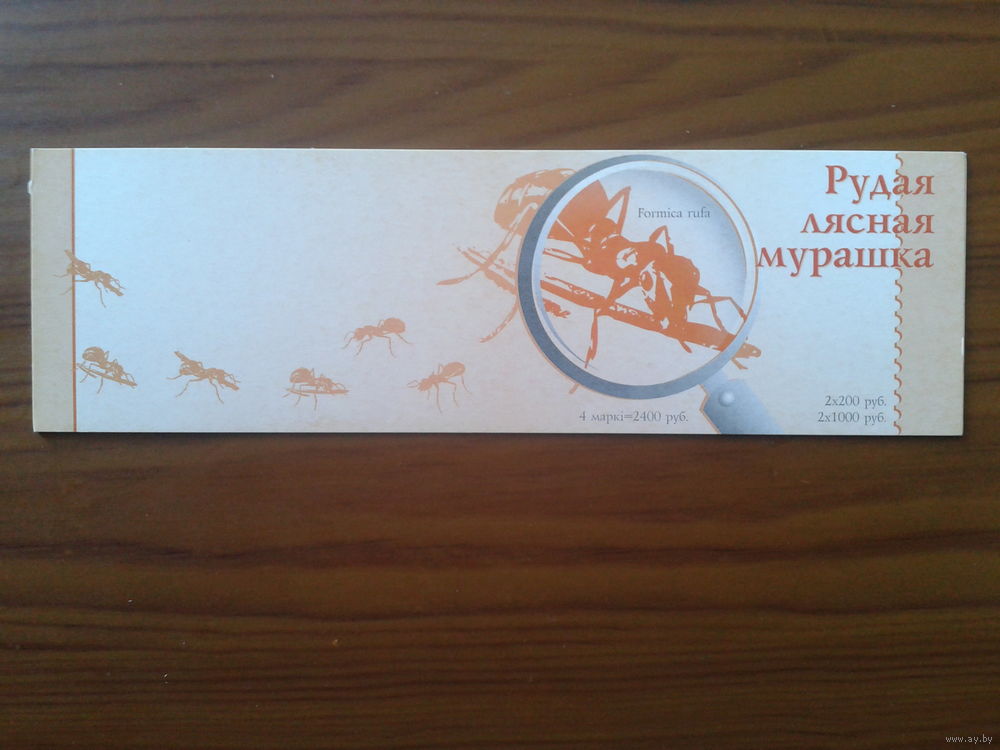 Рудая
лясная
мурашка
Formica rufa
4 маркі=2400 руб.
2х200 руб.
2х1000 руб.
www.ay.by